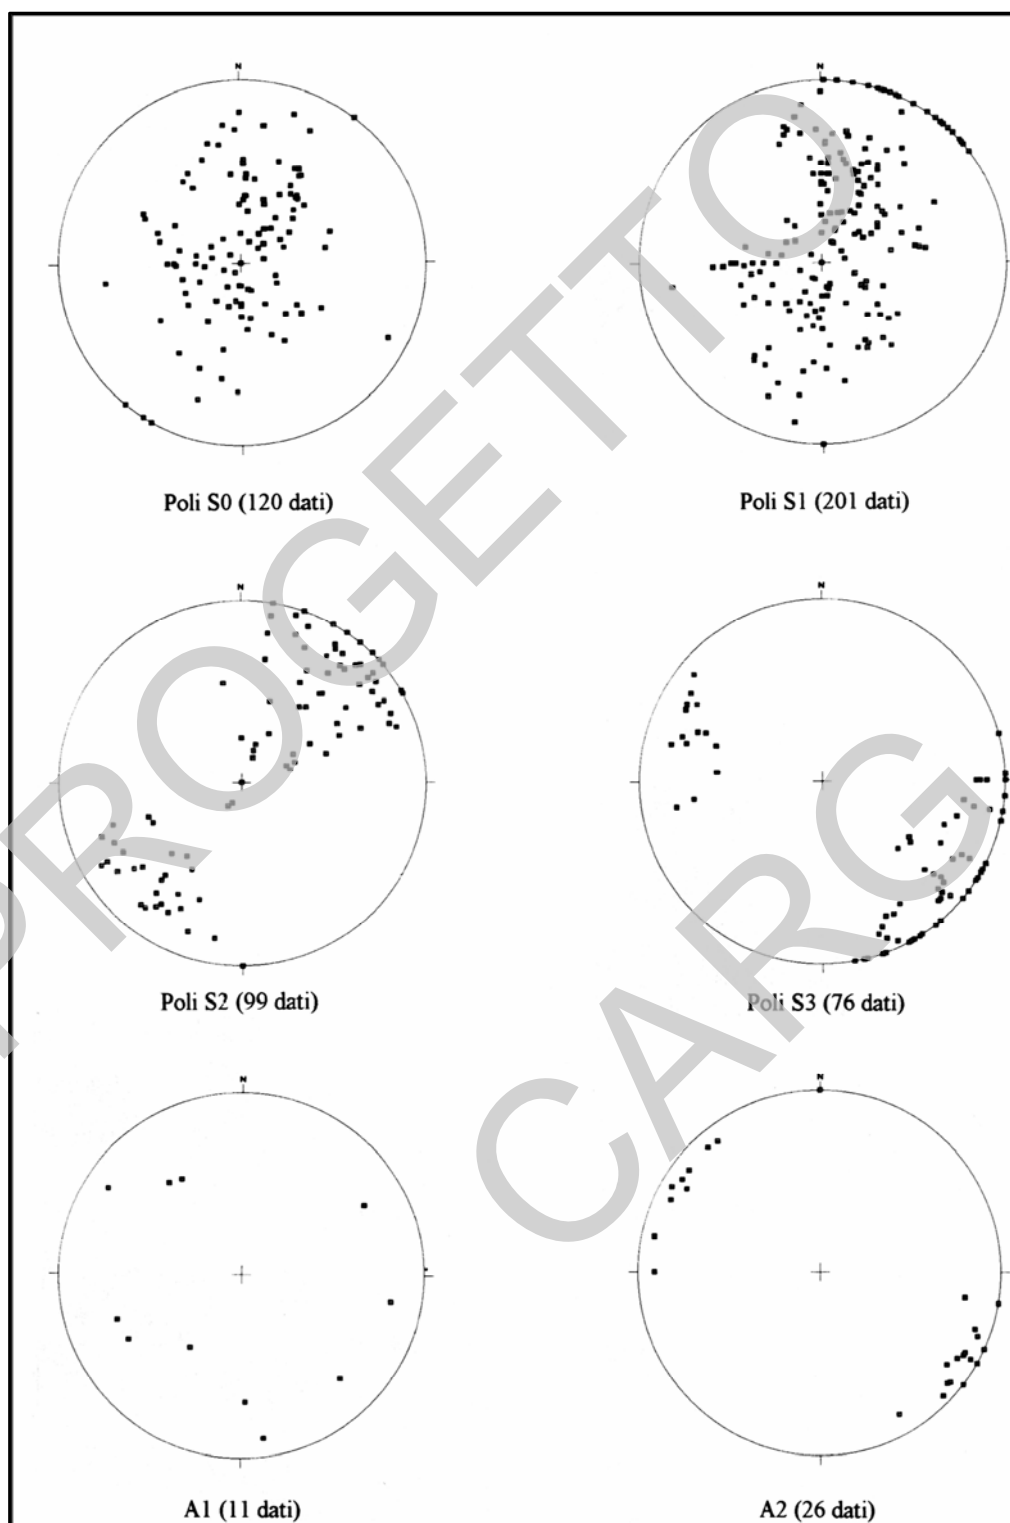 N N
Poli S0 (120 dati) Poli S1 (201 dati)
N N
Poli S2 (99 dati) Poli S3 (76 dati)
N N
A1 (11 dati) A2 (26 dati)
PROGETTO
CARG